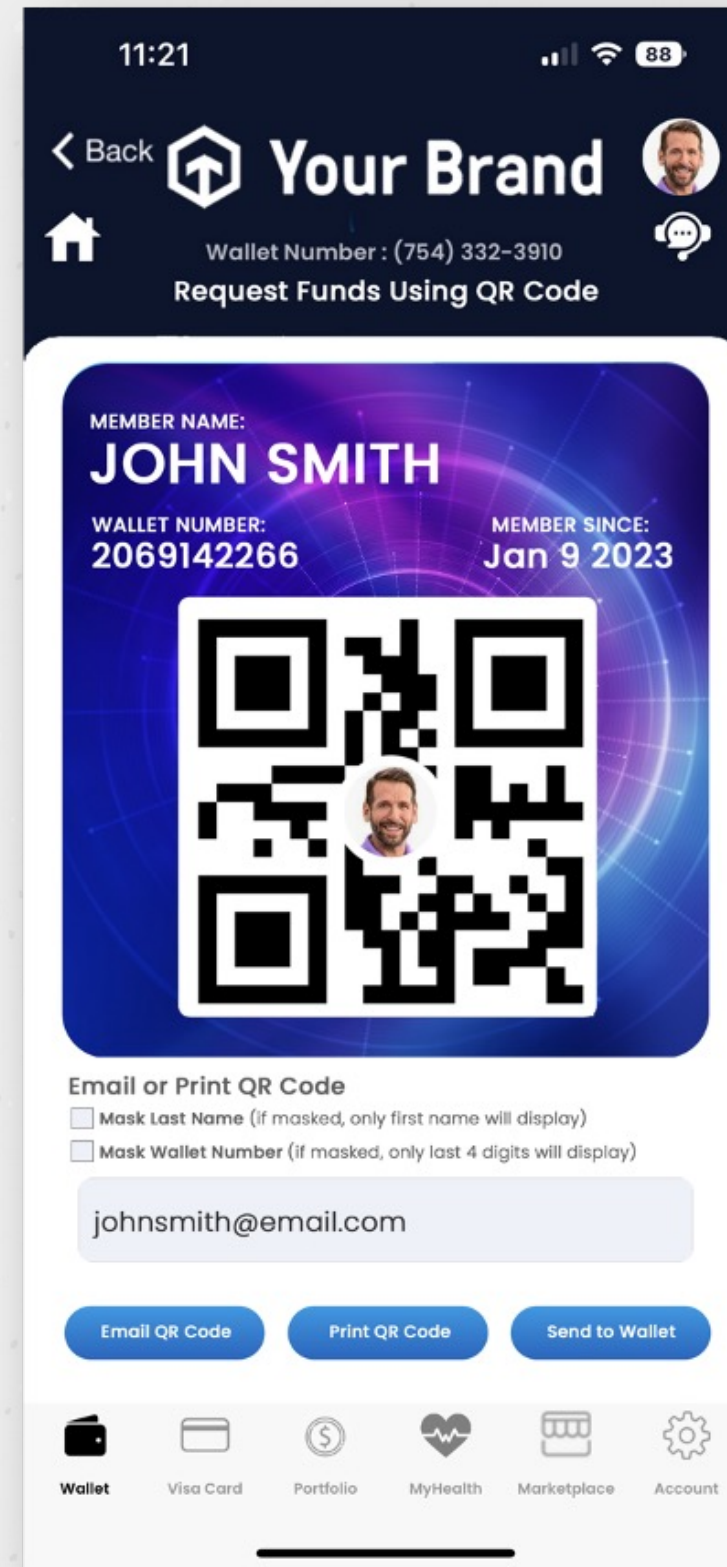 11:21
88
Back
Your Brand
Wallet Number : (754) 332-3910
Request Funds Using QR Code
MEMBER NAME:
JOHN SMITH
WALLET NUMBER: MEMBER SINCE:
2069142266 Jan 9 2023
Email or Print QR Code
Mask Last Name (if masked, only first name will display)
Mask Wallet Number (if masked, only last 4 digits will display)
johnsmith@email.com
Email QR Code Print QR Code Send to Wallet
Wallet Visa Card Portfolio MyHealth Marketplace Account